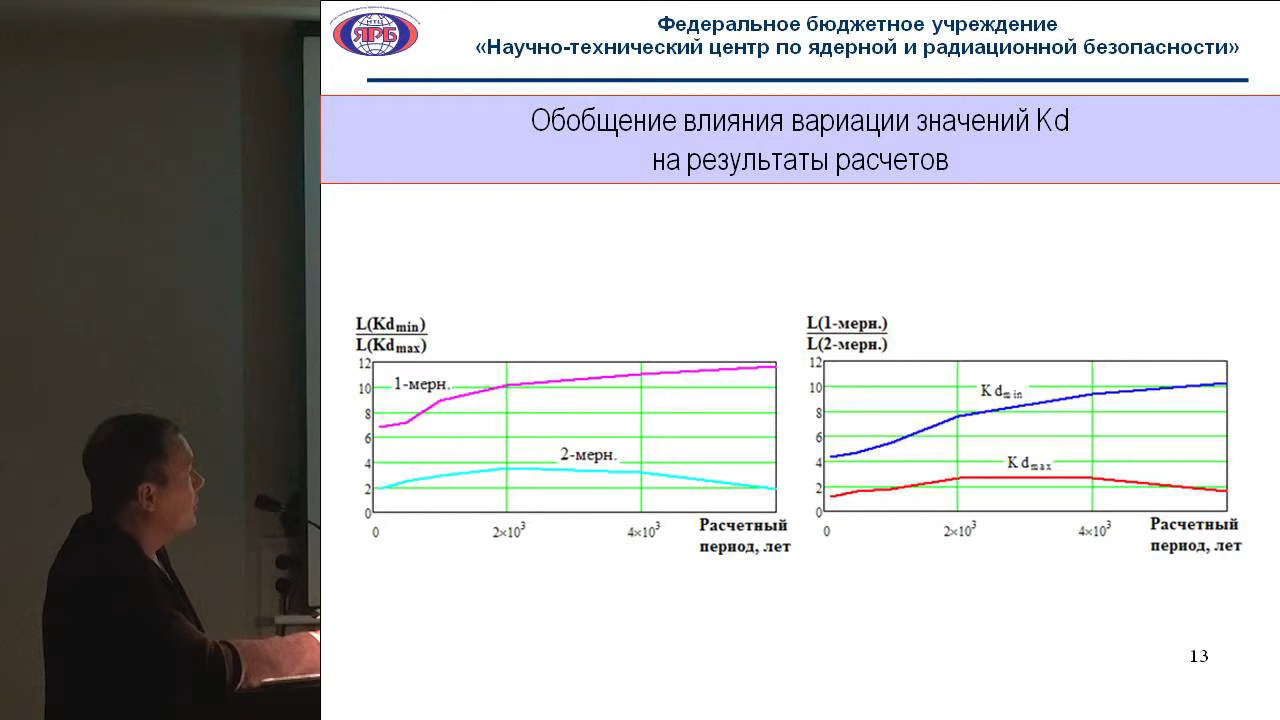 НТЦ
ЯРБ
Федеральное бюджетное учреждение
«Научно-технический центр по ядерной и радиационной безопасности»
Обобщение влияния вариации значений Kd
на результаты расчетов
L(Kdmin)
L(Kdmax)
12
10
8
6
4
2
0
1-мерн.
2-мерн.
0
2×10³
4×10³
Расчетный
период, лет
L(1-мерн.)
L(2-мерн.)
12
10
8
6
4
2
0
Kdmin
Kdmax
0
2×10³
4×10³
Расчетный
период, лет
13